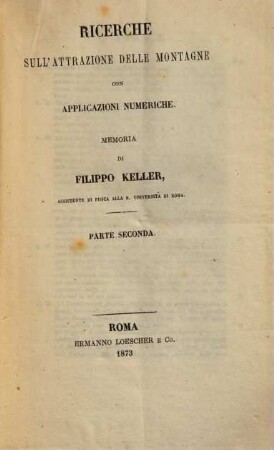 RICERCHE
SULL'ATTRAZIONE DELLE MONTAGNE
CON
APPLICAZIONI NUMERICHE.
MEMORIA
DI
FILIPPO KELLER,
ASSISTENTE DI FISICA ALLA R. UNIVERSITÀ DI ROMA.
PARTE SECONDA.
ROMA
ERMANNO LOESCHER E CO.
1873